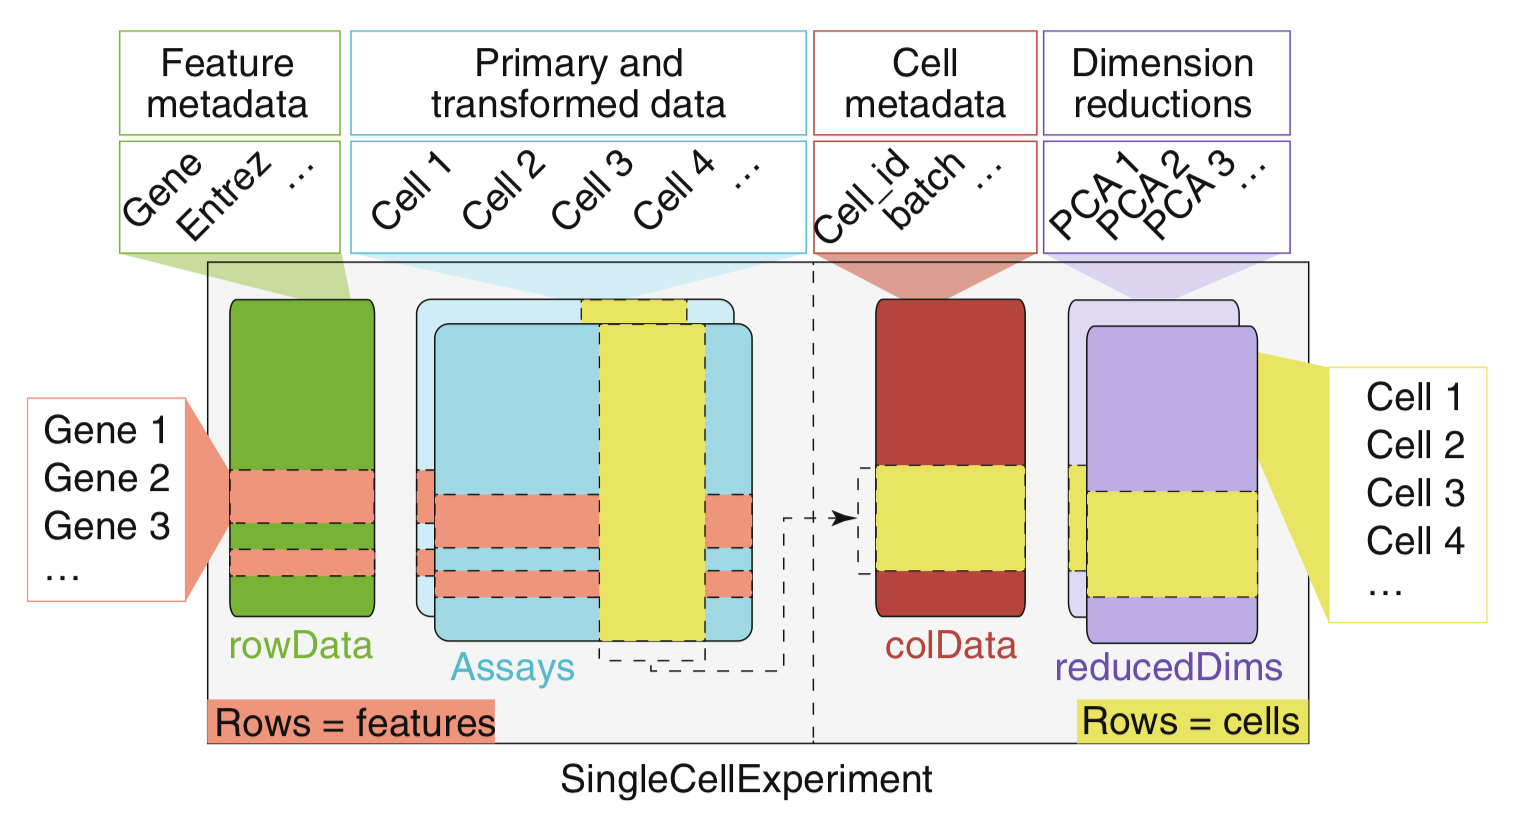 Feature
metadata
Primary and
transformed data
Cell
metadata
Dimension
reductions
Gene
Entrez
...
Cell 1
Cell 2
Cell 3
Cell 4
...
Cell_id
batch
...
PCA 1
PCA 2
PCA 3
...
Gene 1
Gene 2
Gene 3
...
Cell 1
Cell 2
Cell 3
Cell 4
...
rowData
Assays
colData
reducedDims
Rows = features
Rows = cells
SingleCellExperiment